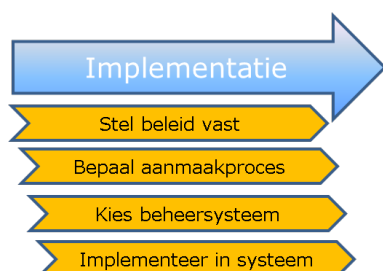 Implementatie
Stel beleid vast
Bepaal aanmaakproces
Kies beheersysteem
Implementeer in systeem